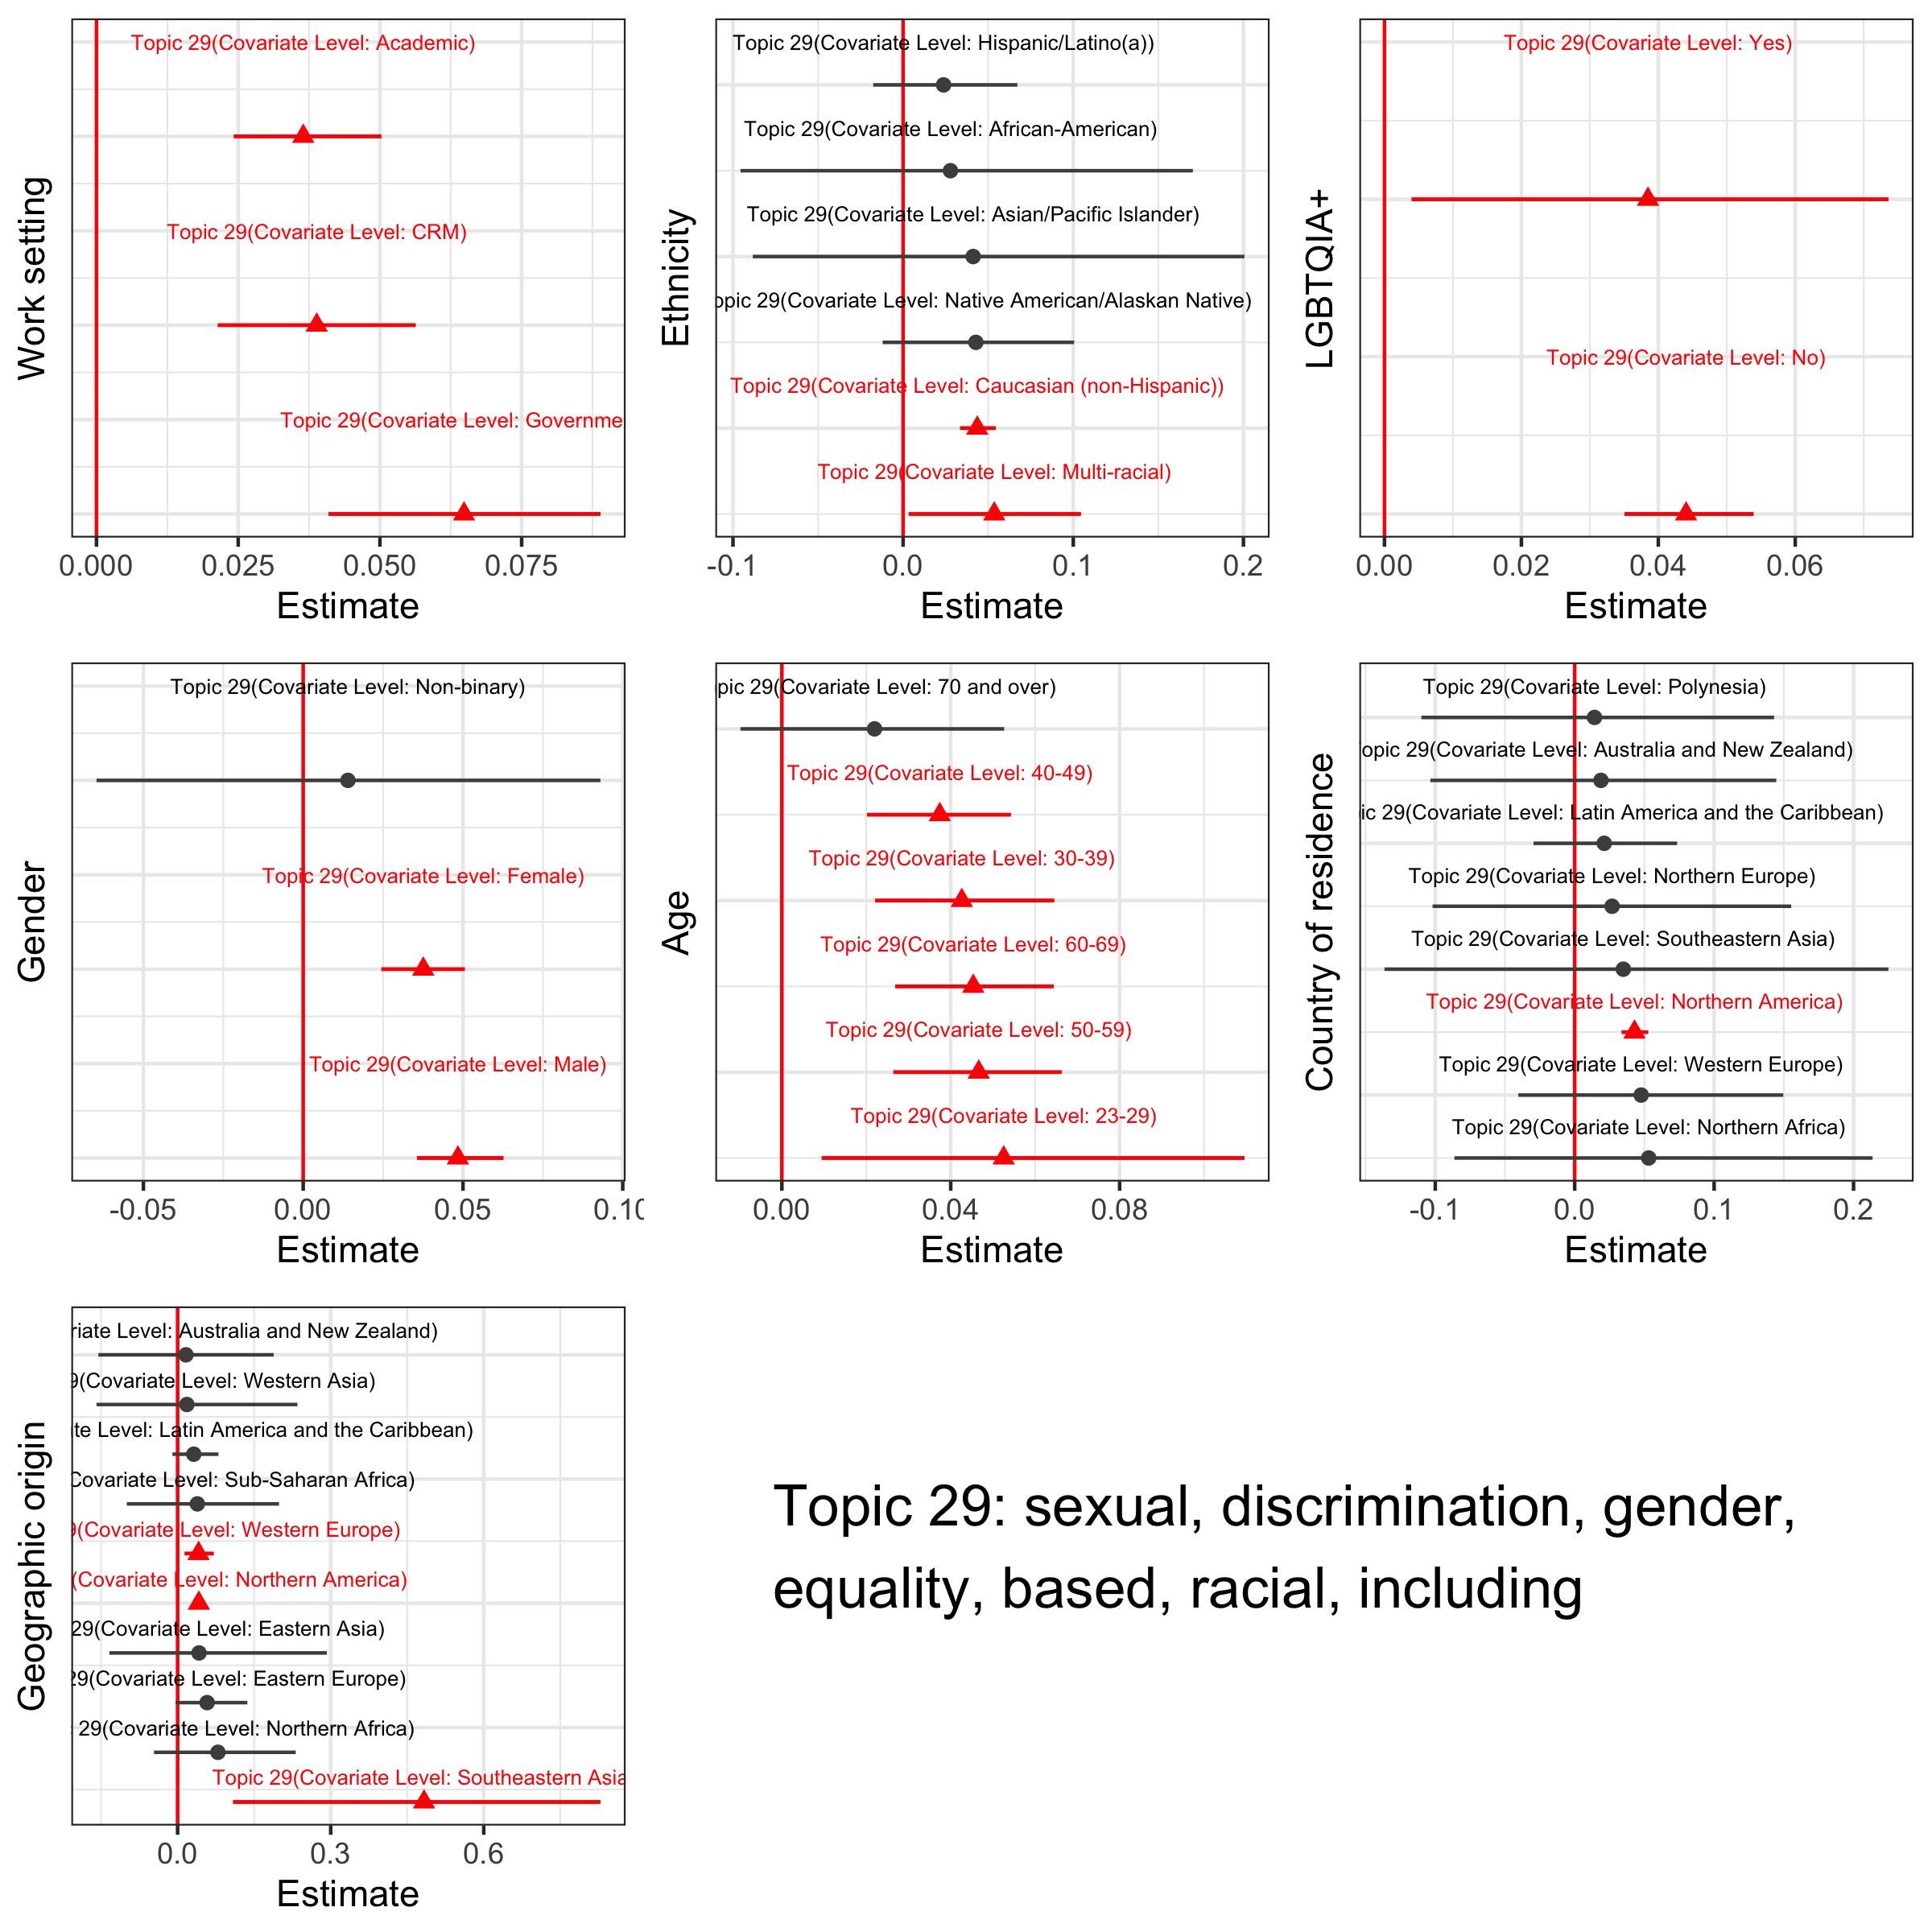 Work setting
Topic 29(Covariate Level: Academic)
Topic 29(Covariate Level: CRM)
Topic 29(Covariate Level: Governme
0.000 0.025 0.050 0.075
Estimate
Ethnicity
Topic 29(Covariate Level: Hispanic/Latino(a))
Topic 29(Covariate Level: African-American)
Topic 29(Covariate Level: Asian/Pacific Islander)
opic 29(Covariate Level: Native American/Alaskan Native)
Topic 29(Covariate Level: Caucasian (non-Hispanic))
Topic 29(Covariate Level: Multi-racial)
-0.1 0.0 0.1 0.2
Estimate
LGBTQIA+
Topic 29(Covariate Level: Yes)
Topic 29(Covariate Level: No)
0.00 0.02 0.04 0.06
Estimate
Gender
Topic 29(Covariate Level: Non-binary)
Topic 29(Covariate Level: Female)
Topic 29(Covariate Level: Male)
-0.05 0.00 0.05 0.10
Estimate
Age
pic 29(Covariate Level: 70 and over)
Topic 29(Covariate Level: 40-49)
Topic 29(Covariate Level: 30-39)
Topic 29(Covariate Level: 60-69)
Topic 29(Covariate Level: 50-59)
Topic 29(Covariate Level: 23-29)
0.00 0.04 0.08
Estimate
Country of residence
Topic 29(Covariate Level: Polynesia)
opic 29(Covariate Level: Australia and New Zealand)
ic 29(Covariate Level: Latin America and the Caribbean)
Topic 29(Covariate Level: Northern Europe)
Topic 29(Covariate Level: Southeastern Asia)
Topic 29(Covariate Level: Northern America)
Topic 29(Covariate Level: Western Europe)
Topic 29(Covariate Level: Northern Africa)
-0.1 0.0 0.1 0.2
Estimate
Geographic origin
riate Level: Australia and New Zealand)
9(Covariate Level: Western Asia)
te Level: Latin America and the Caribbean)
Covariate Level: Sub-Saharan Africa)
9(Covariate Level: Western Europe)
(Covariate Level: Northern America)
29(Covariate Level: Eastern Asia)
29(Covariate Level: Eastern Europe)
29(Covariate Level: Northern Africa)
Topic 29(Covariate Level: Southeastern Asia
0.0 0.3 0.6
Estimate
Topic 29: sexual, discrimination, gender,
equality, based, racial, including